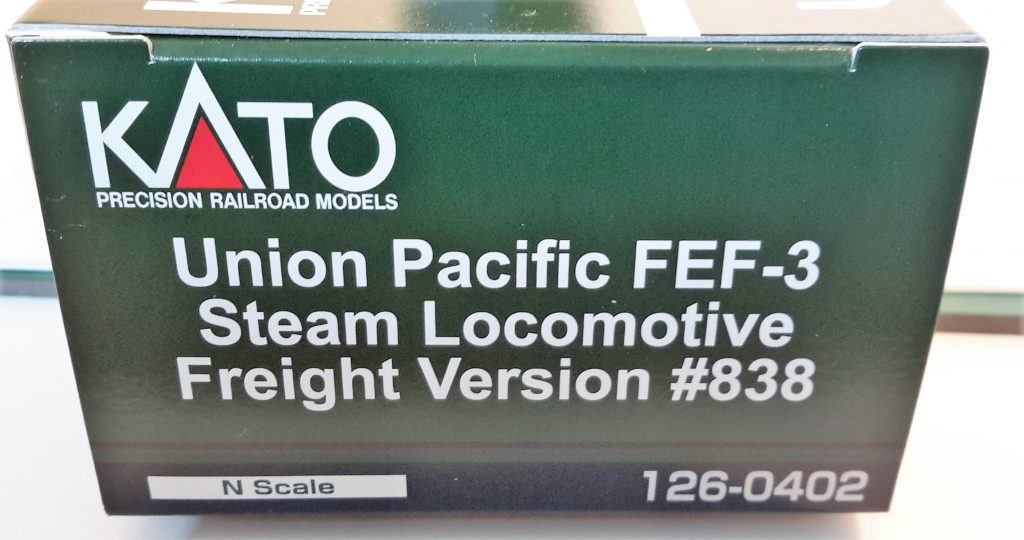 KATO
PRECISION RAILROAD MODELS
Union Pacific FEF-3
Steam Locomotive
Freight Version #838
N Scale
126-0402